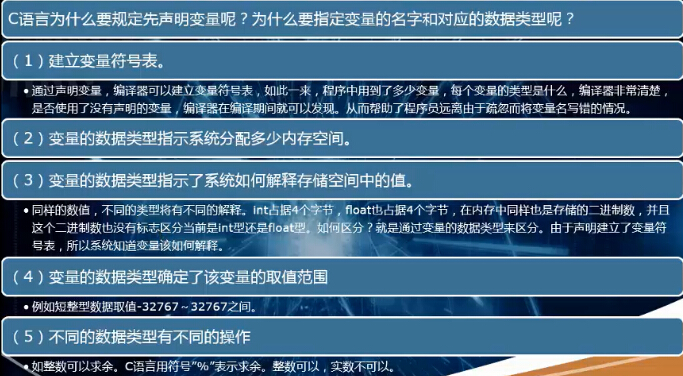 C语言为什么要规定先声明变量呢？为什么要指定变量的名字和对应的数据类型呢？
（1）建立变量符号表。
• 通过声明变量，编译器可以建立变量符号表，如此一来，程序中用到了多少变量，每个变量的类型是什么，编译器非常清楚，
是否使用了没有声明的变量，编译器在编译期间就可以发现。从而帮助了程序员远离由于疏忽而将变量名写错的情况。
（2）变量的数据类型指示系统分配多少内存空间。
（3）变量的数据类型指示了系统如何解释存储空间中的值。
• 同样的数值，不同的类型将有不同的解释。int占据4个字节，float也占据4个字节，在内存中同样也是存储的二进制数，并且
这个二进制数也没有标志区分当前是int型还是float型。如何区分？就是通过变量的数据类型来区分。由于声明建立了变量符
号表，所以系统知道变量该如何解释。
（4）变量的数据类型确定了该变量的取值范围
• 例如短整型数据取值-32767～32767之间。
（5）不同的数据类型有不同的操作
• 如整数可以求余。C语言用符号"%"表示求余。整数可以，实数不可以。